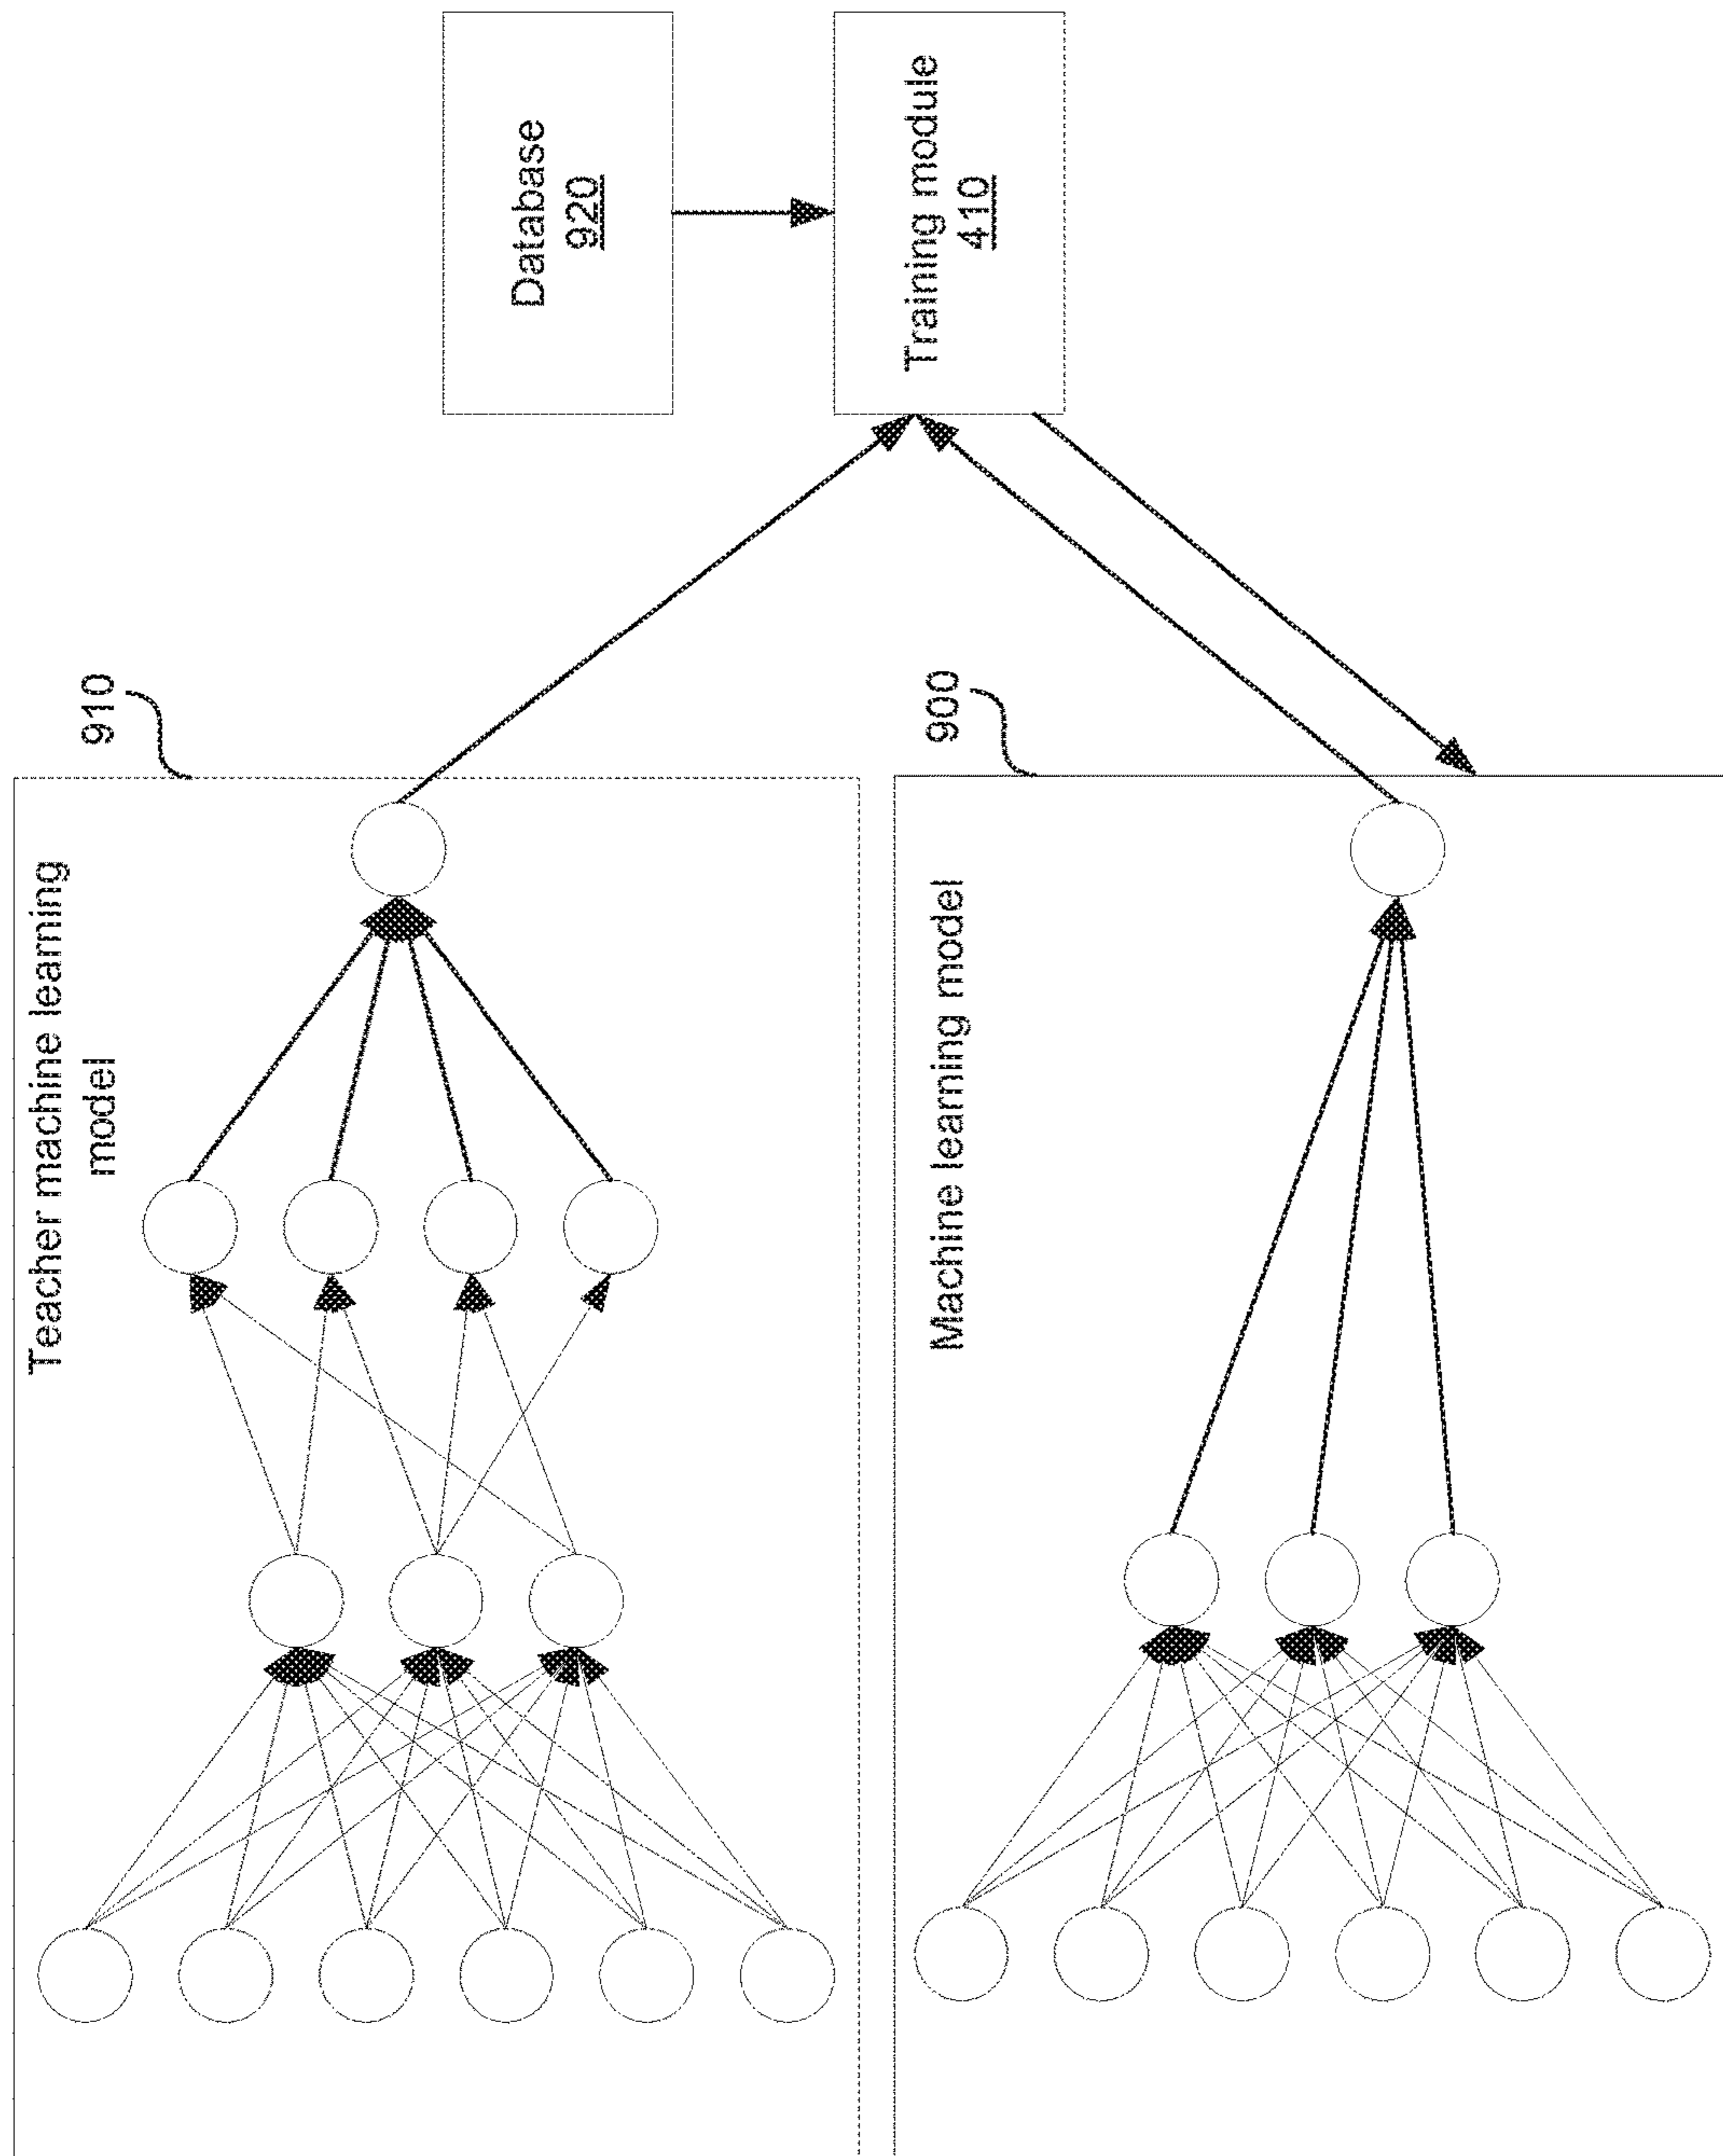 Teacher machine learning
model
910
Machine learning model
900
Database
920
Training module
410